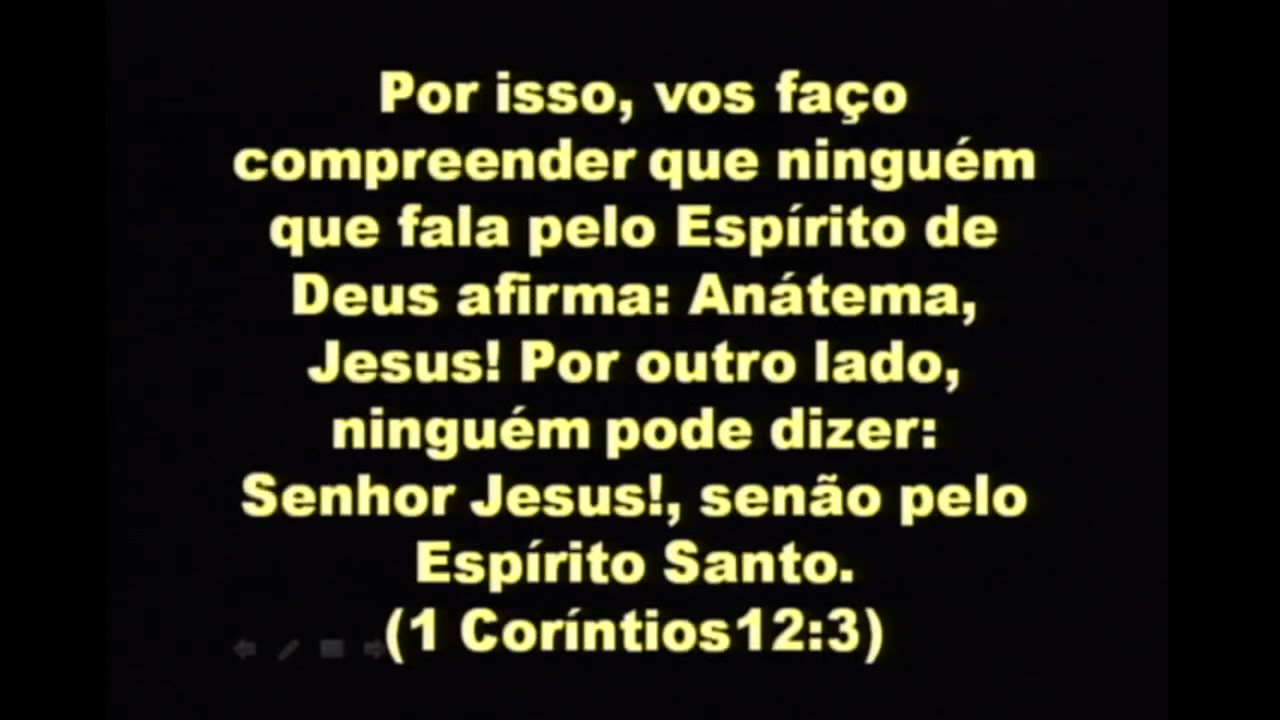 Por isso, vos faço
compreender que ninguém
que fala pelo Espírito de
Deus afirma: Anátema,
Jesus! Por outro lado,
ninguém pode dizer:
Senhor Jesus!, senão pelo
Espírito Santo.
(1 Coríntios12:3)